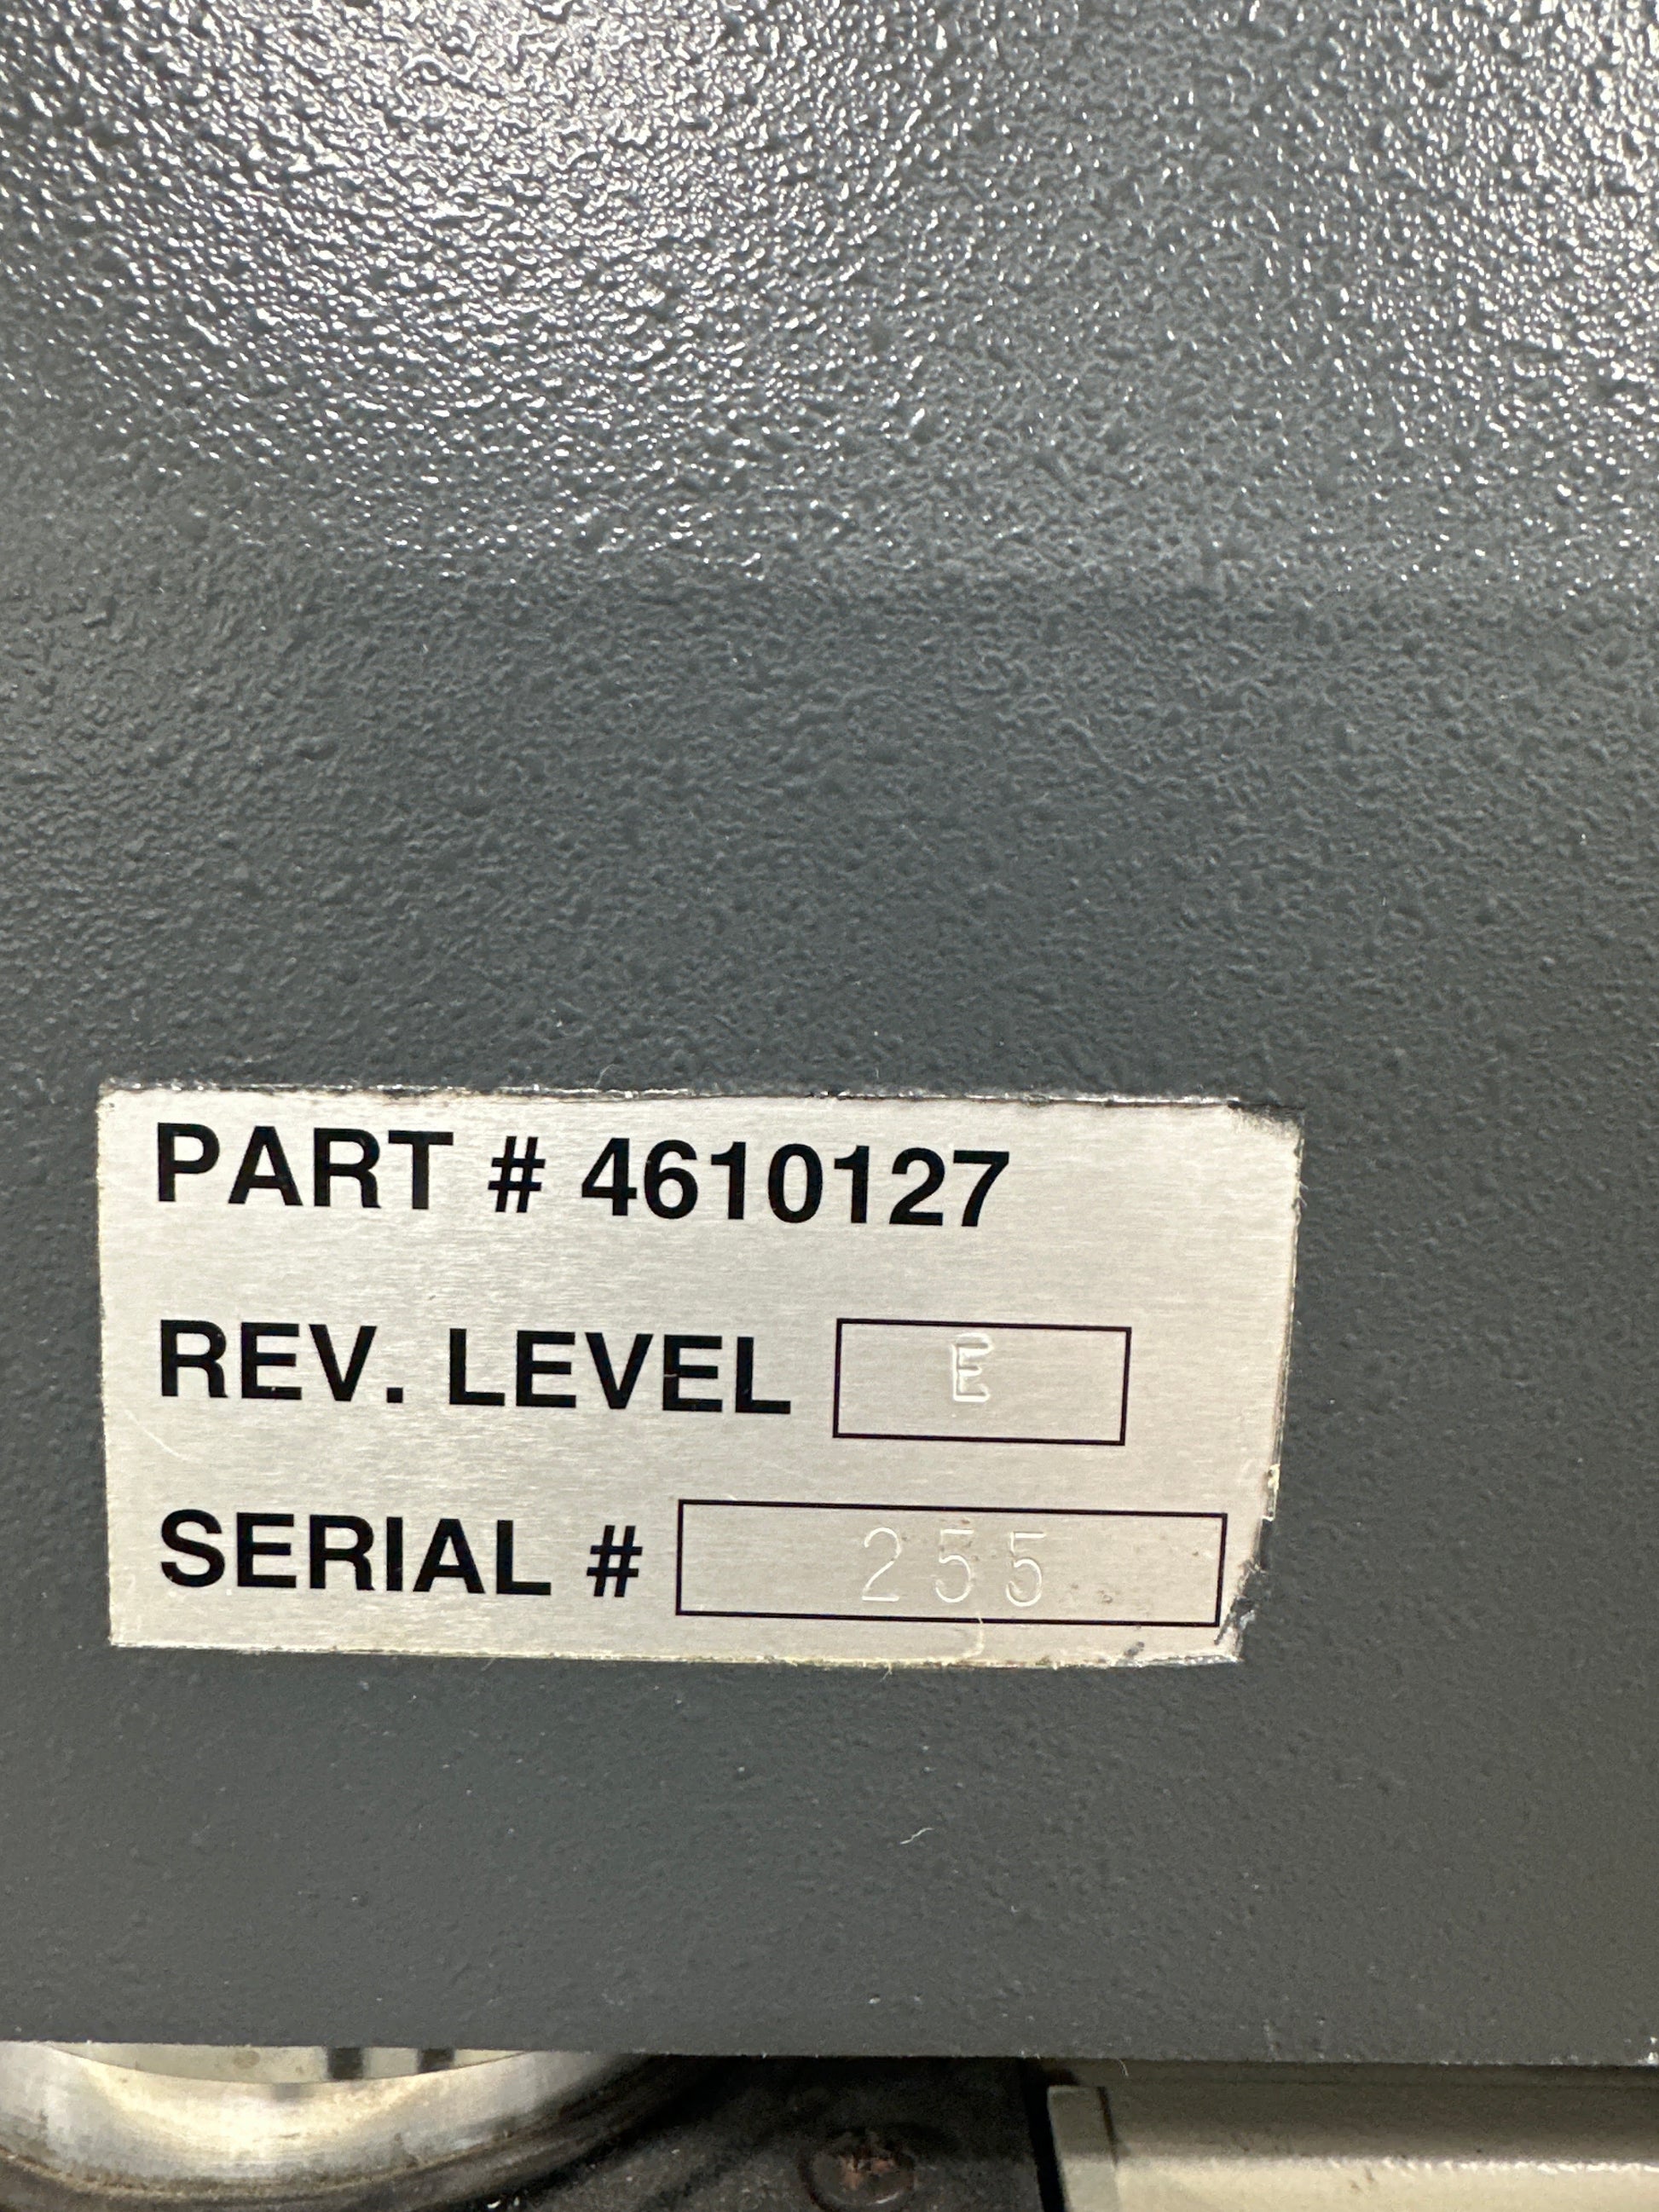 PART # 4610127
REV. LEVEL E
SERIAL # 255